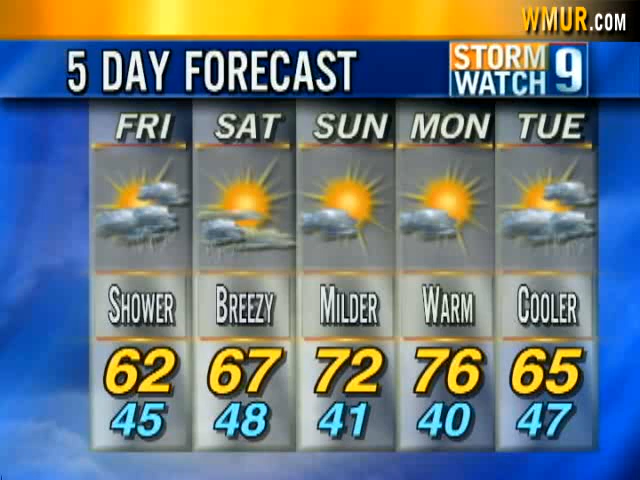 WMUR.COM
5 DAY FORECAST
STORM WATCH 9
FRI SAT SUN MON TUE
SHOWER BREEZY MILDER WARM COOLER
62 67 72 76 65
45 48 41 40 47